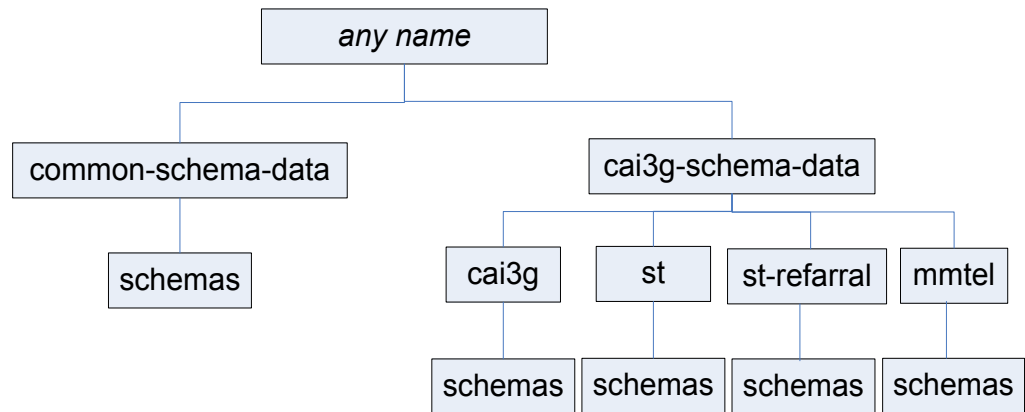 any name
common-schema-data
cai3g-schema-data
schemas
cai3g
st
st-refarral
mmtel
schemas
schemas
schemas
schemas